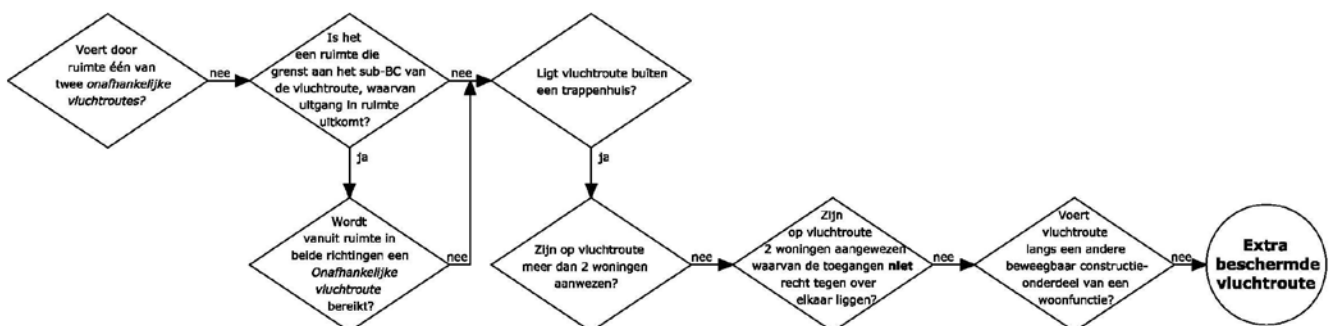 Voert door
ruimte één van
twee onafhankelijke
vluchtroutes?
nee
Is het
een ruimte die
grenst aan het sub-BC van
de vluchtroute, waarvan
uitgang in ruimte
uitkomt?
nee
Ligt vluchtroute buiten
een trappenhuis?
ja
ja
Wordt
vanuit ruimte in
beide richtingen een
Onafhankelijke
vluchtroute
bereikt?
nee
Zijn op vluchtroute
meer dan 2 woningen
aanwezen?
nee
Zijn
op vluchtroute
2 woningen aangewezen
waarvan de toegangen niet
recht tegen over
elkaar liggen?
nee
Voert
vluchtroute
langs een andere
beweegbaar constructie-
onderdeel van een
woonfunctie?
nee
Extra
beschermde
vluchtroute